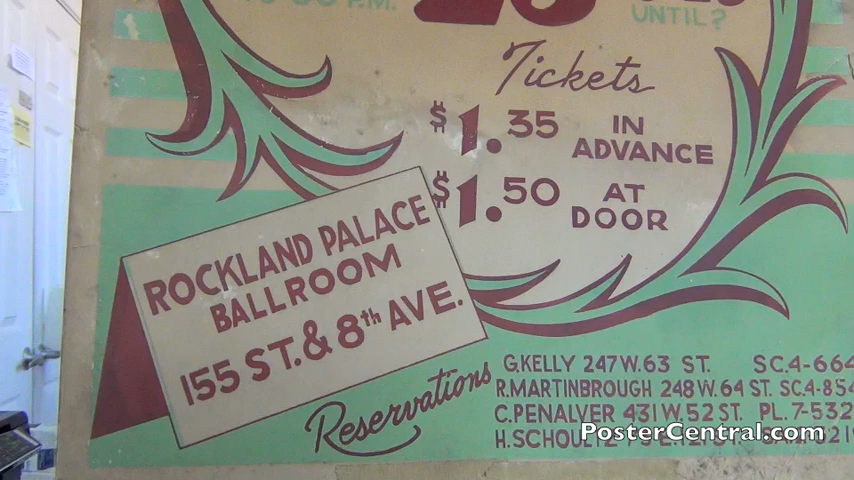 P.M.
UNTIL?
Tickets
$1.35 IN ADVANCE
$1.50 AT DOOR
ROCKLAND PALACE
BALLROOM
155 ST. & 8th AVE.
Reservations
G.KELLY 247 W. 63 ST. SC.4-664
R.MARTINBROUGH 248 W. 64 ST. SC.4-854
C.PENALVER 431 W. 52 ST. PL. 7-532
H.SCHOULTZ
PosterCentral.com